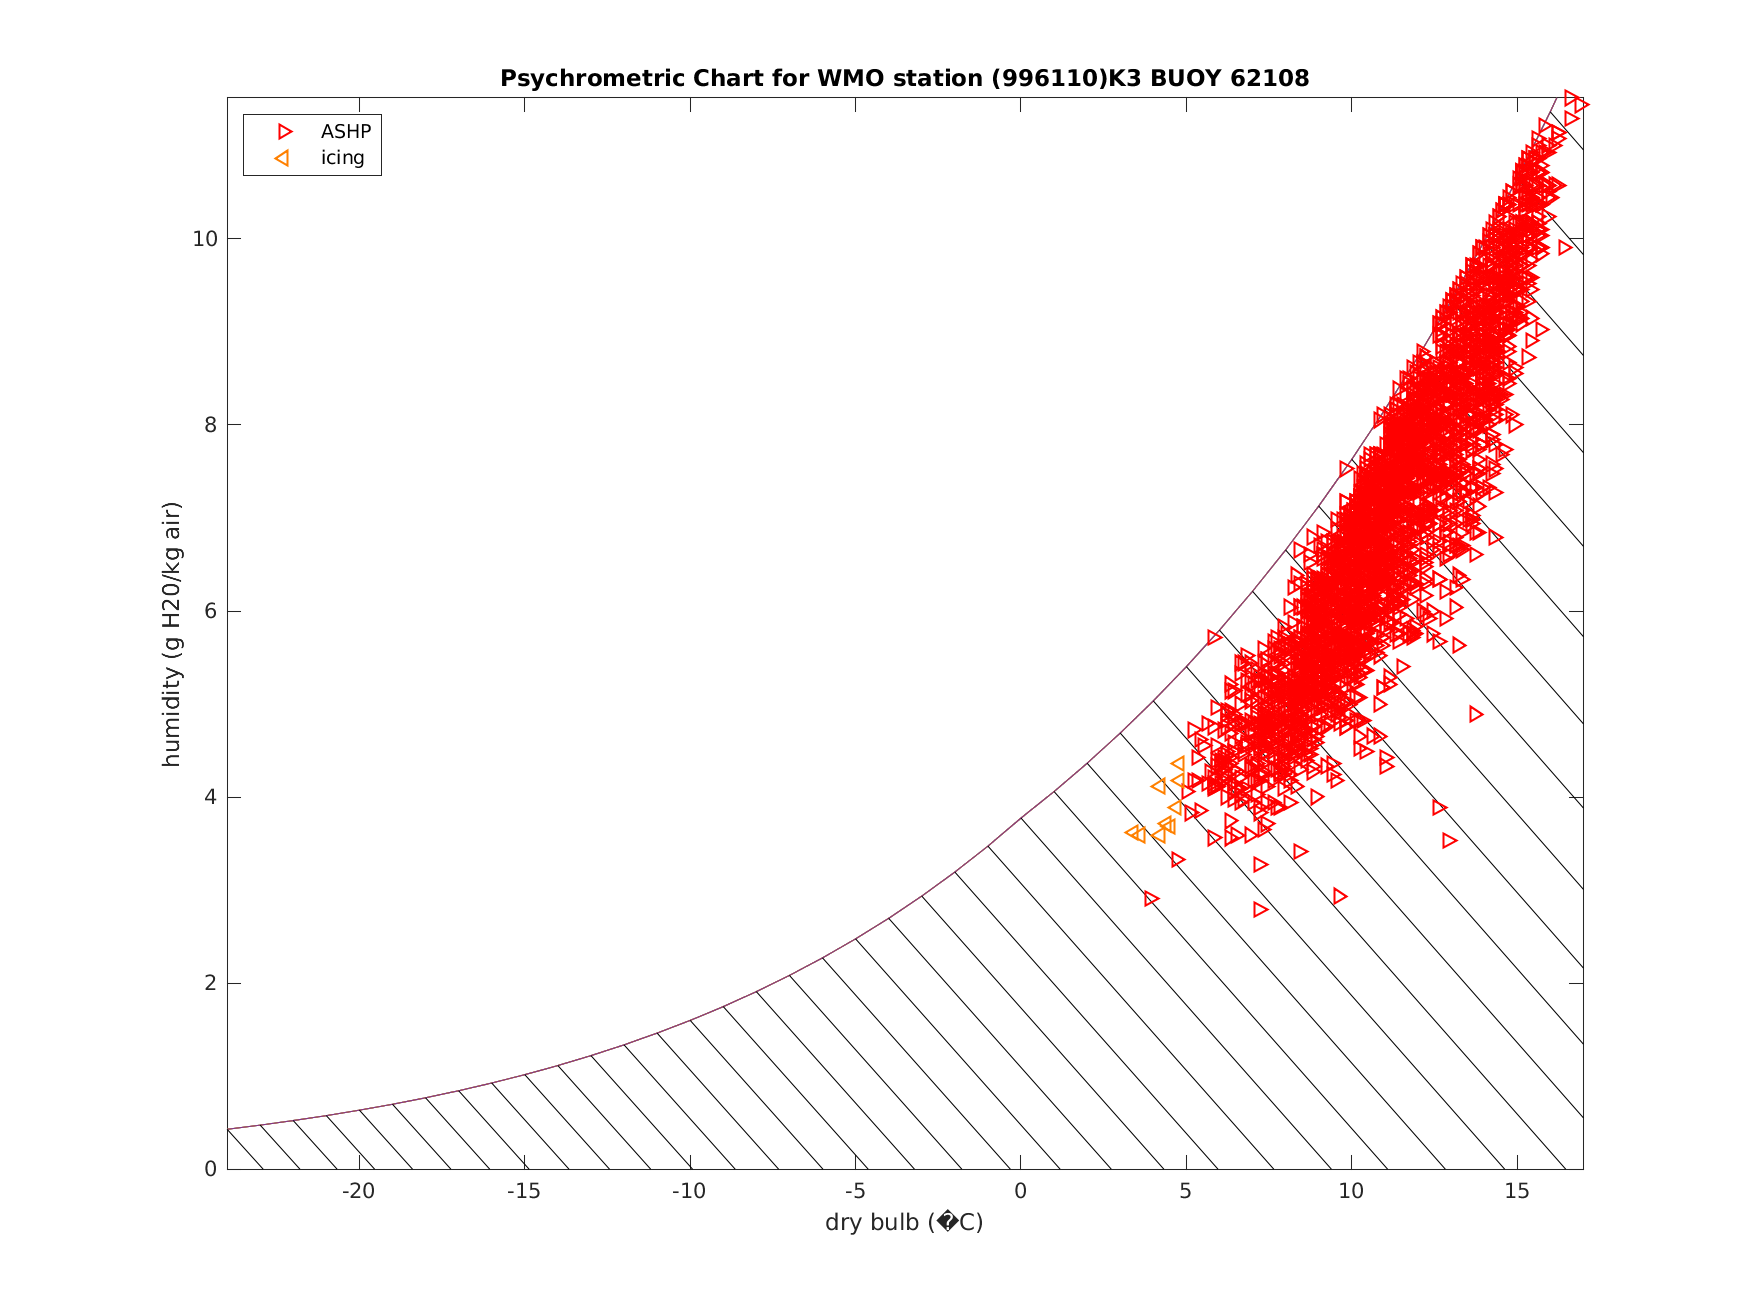 Psychrometric Chart for WMO station (996110)K3 BUOY 62108
ASHP
icing
10
8
6
4
2
0
humidity (g H20/kg air)
-20 -15 -10 -5 0 5 10 15
dry bulb (�C)